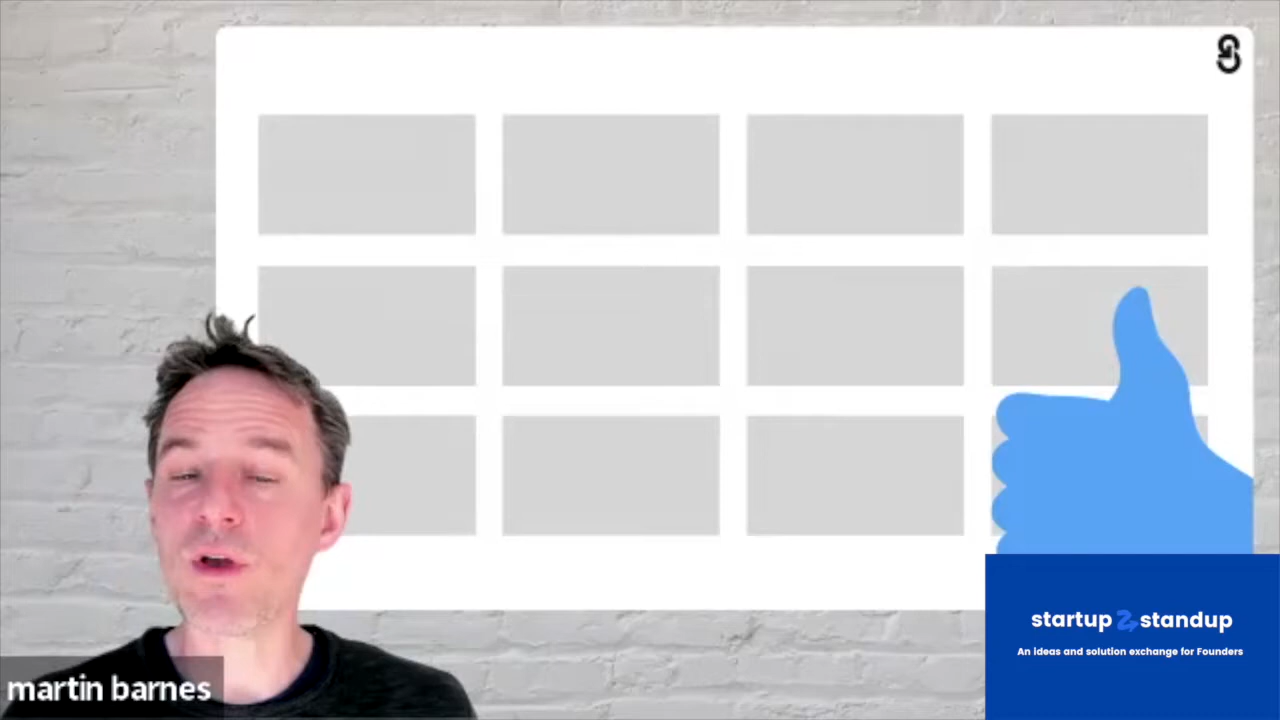 martin barnes
startup 2 standup
An ideas and solution exchange for Founders